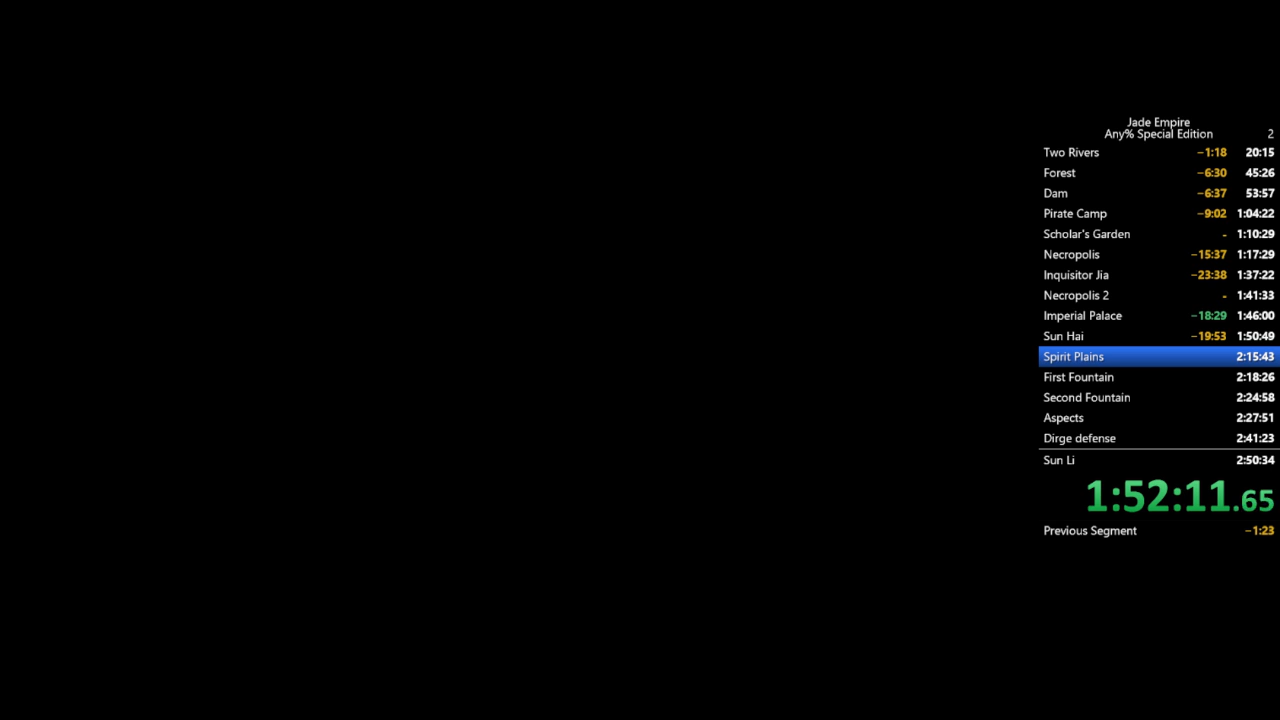 Jade Empire
Any% Special Edition 2
Two Rivers −1:18 20:15
Forest −6:30 45:26
Dam −6:37 53:57
Pirate Camp −9:02 1:04:22
Scholar's Garden - 1:10:29
Necropolis −15:37 1:17:29
Inquisitor Jia −23:38 1:37:22
Necropolis 2 - 1:41:33
Imperial Palace −18:29 1:46:00
Sun Hai −19:53 1:50:49
Spirit Plains 2:15:43
First Fountain 2:18:26
Second Fountain 2:24:58
Aspects 2:27:51
Dirge defense 2:41:23
Sun Li 2:50:34
1:52:11.65
Previous Segment −1:23